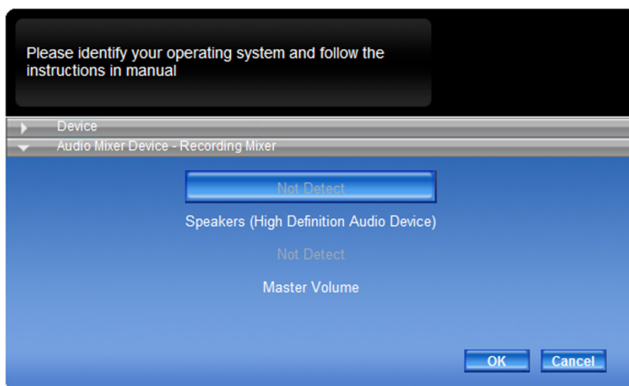 Please identify your operating system and follow the
instructions in manual
Device
Audio Mixer Device - Recording Mixer
Not Detect
Speakers (High Definition Audio Device)
Not Detect
Master Volume
OK Cancel